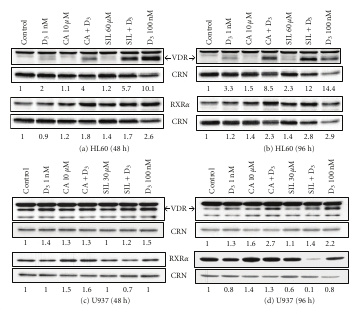 Control D₃ 1 nM CA 10 μM CA + D₃ SIL 60 μM SIL + D₃ D₃ 100 nM
Control D₃ 1 nM CA 10 μM CA + D₃ SIL 60 μM SIL + D₃ D₃ 100 nM
VDR
CRN
1 2 1.1 4 1.2 5.7 10.1
1 3.3 1.5 8.5 2.3 12 14.4
RXRα
CRN
1 0.9 1.2 1.8 1.4 1.7 2.6
1 1.2 1.4 2.3 1.4 2.8 2.9
(a) HL60 (48 h)
(b) HL60 (96 h)
Control D₃ 1 nM CA 10 μM CA + D₃ SIL 30 μM SIL + D₃ D₃ 100 nM
Control D₃ 1 nM CA 10 μM CA + D₃ SIL 30 μM SIL + D₃ D₃ 100 nM
VDR
CRN
1 1.4 1.3 1.3 1 1.2 1.5
1 1.3 1.6 2.7 1.1 1.4 2.2
RXRα
CRN
1 1 1.5 1.6 1 0.7 1
1 0.8 1.4 1.3 0.6 0.1 0.8
(c) U937 (48 h)
(d) U937 (96 h)